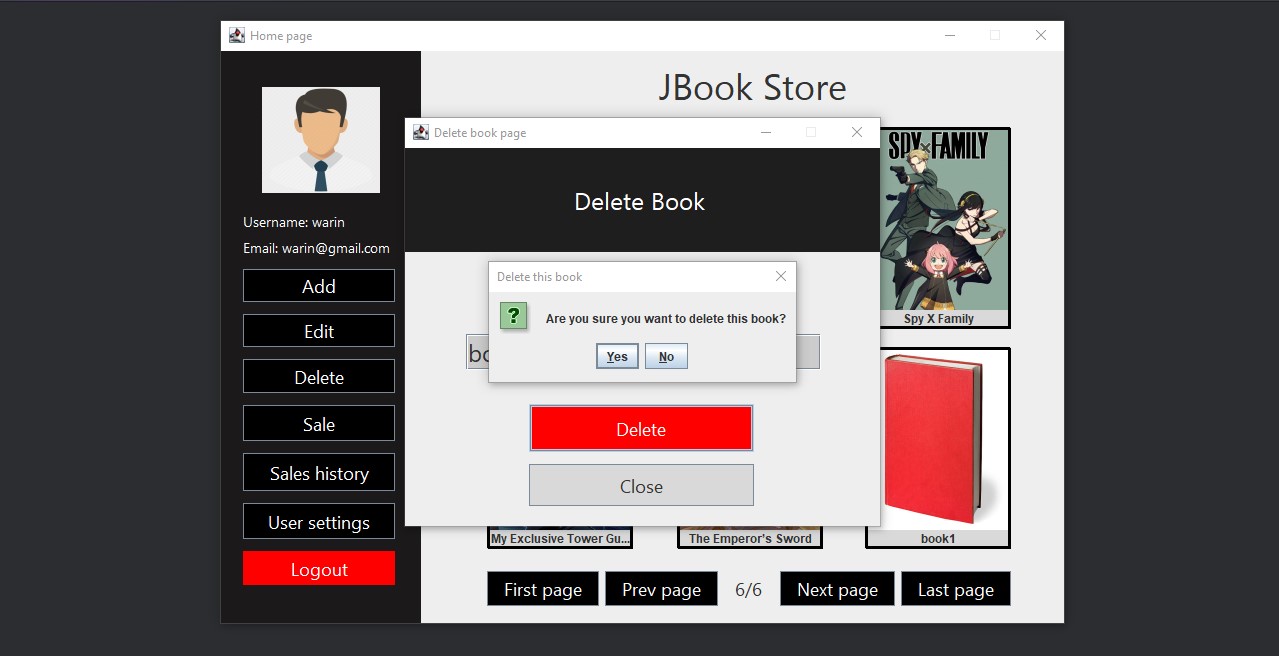 Home page
JBook Store
Username: warin
Email: warin@gmail.com
Add
Edit
Delete
Sale
Sales history
User settings
Logout
Delete book page
Delete Book
Delete this book
Are you sure you want to delete this book?
Yes
No
Delete
Close
SPY×FAMILY
Spy X Family
My Exclusive Tower Gu...
The Emperor's Sword
book1
First page
Prev page
6/6
Next page
Last page